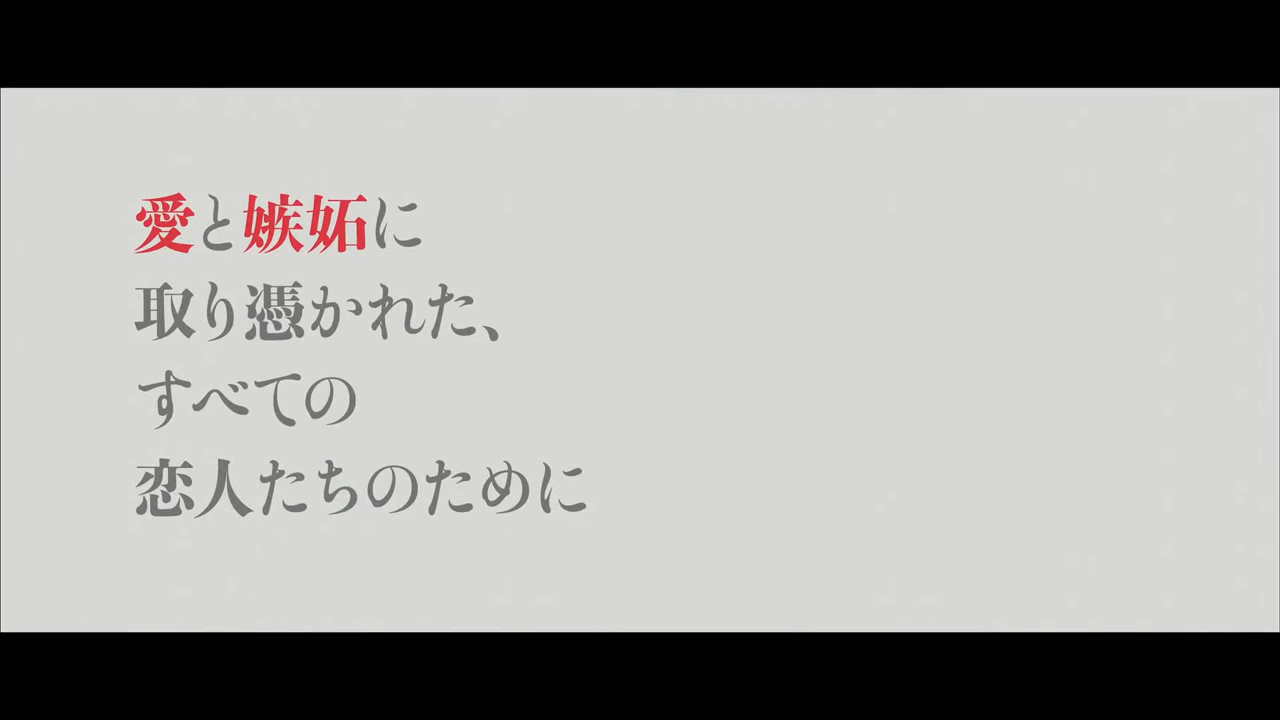 愛と嫉妬に
取り憑かれた、
すべての
恋人たちのために